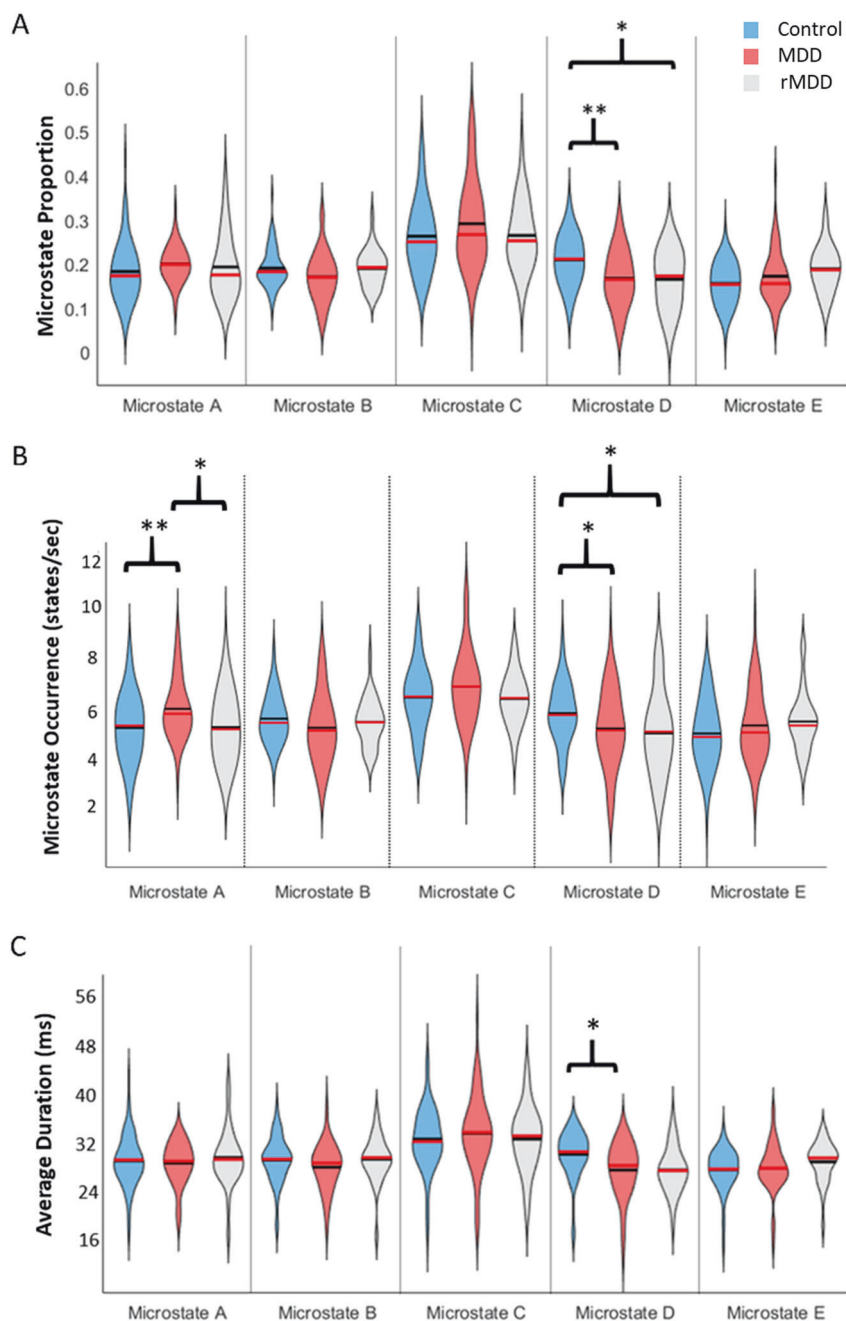 A
Control
MDD
rMDD
*
**
Microstate Proportion
0.6
0.5
0.4
0.3
0.2
0.1
0
Microstate A
Microstate B
Microstate C
Microstate D
Microstate E
B
*
**
*
*
Microstate Occurrence (states/sec)
12
10
8
6
4
2
Microstate A
Microstate B
Microstate C
Microstate D
Microstate E
C
*
Average Duration (ms)
56
48
40
32
24
16
Microstate A
Microstate B
Microstate C
Microstate D
Microstate E